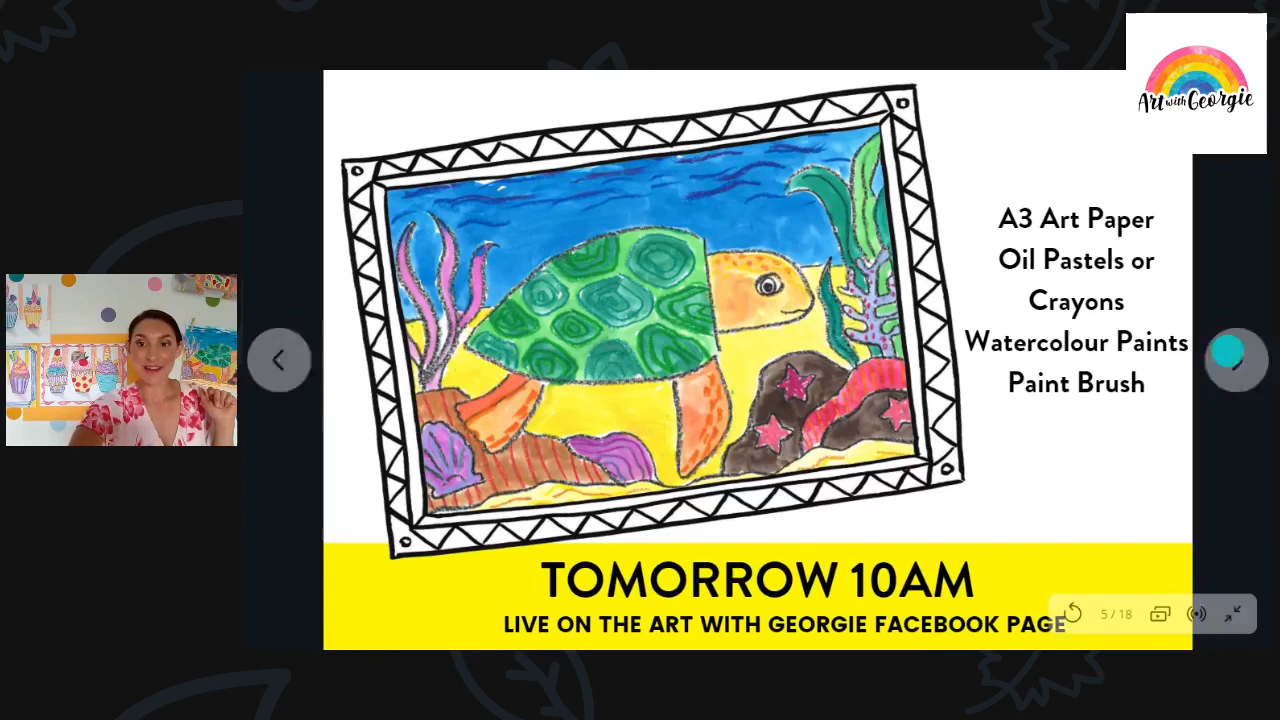 Art with Georgie
A3 Art Paper
Oil Pastels or
Crayons
Watercolour Paints
Paint Brush
TOMORROW 10AM
LIVE ON THE ART WITH GEORGIE FACEBOOK PAGE
5 / 18